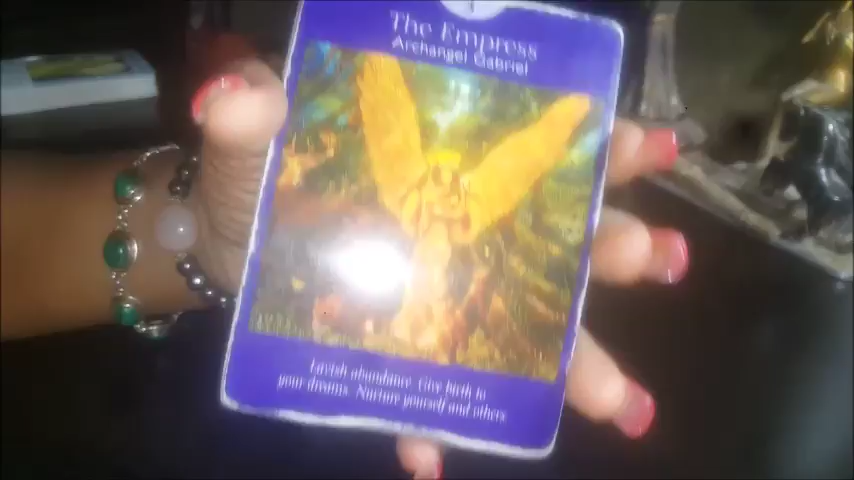 The Empress
Archangel Gabriel
Lavish abundance. Give birth to
your dreams. Nurture yourself and others.